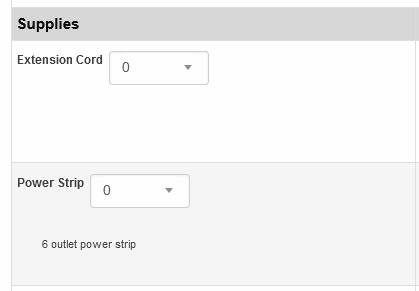 Supplies
Extension Cord 0
Power Strip 0
6 outlet power strip